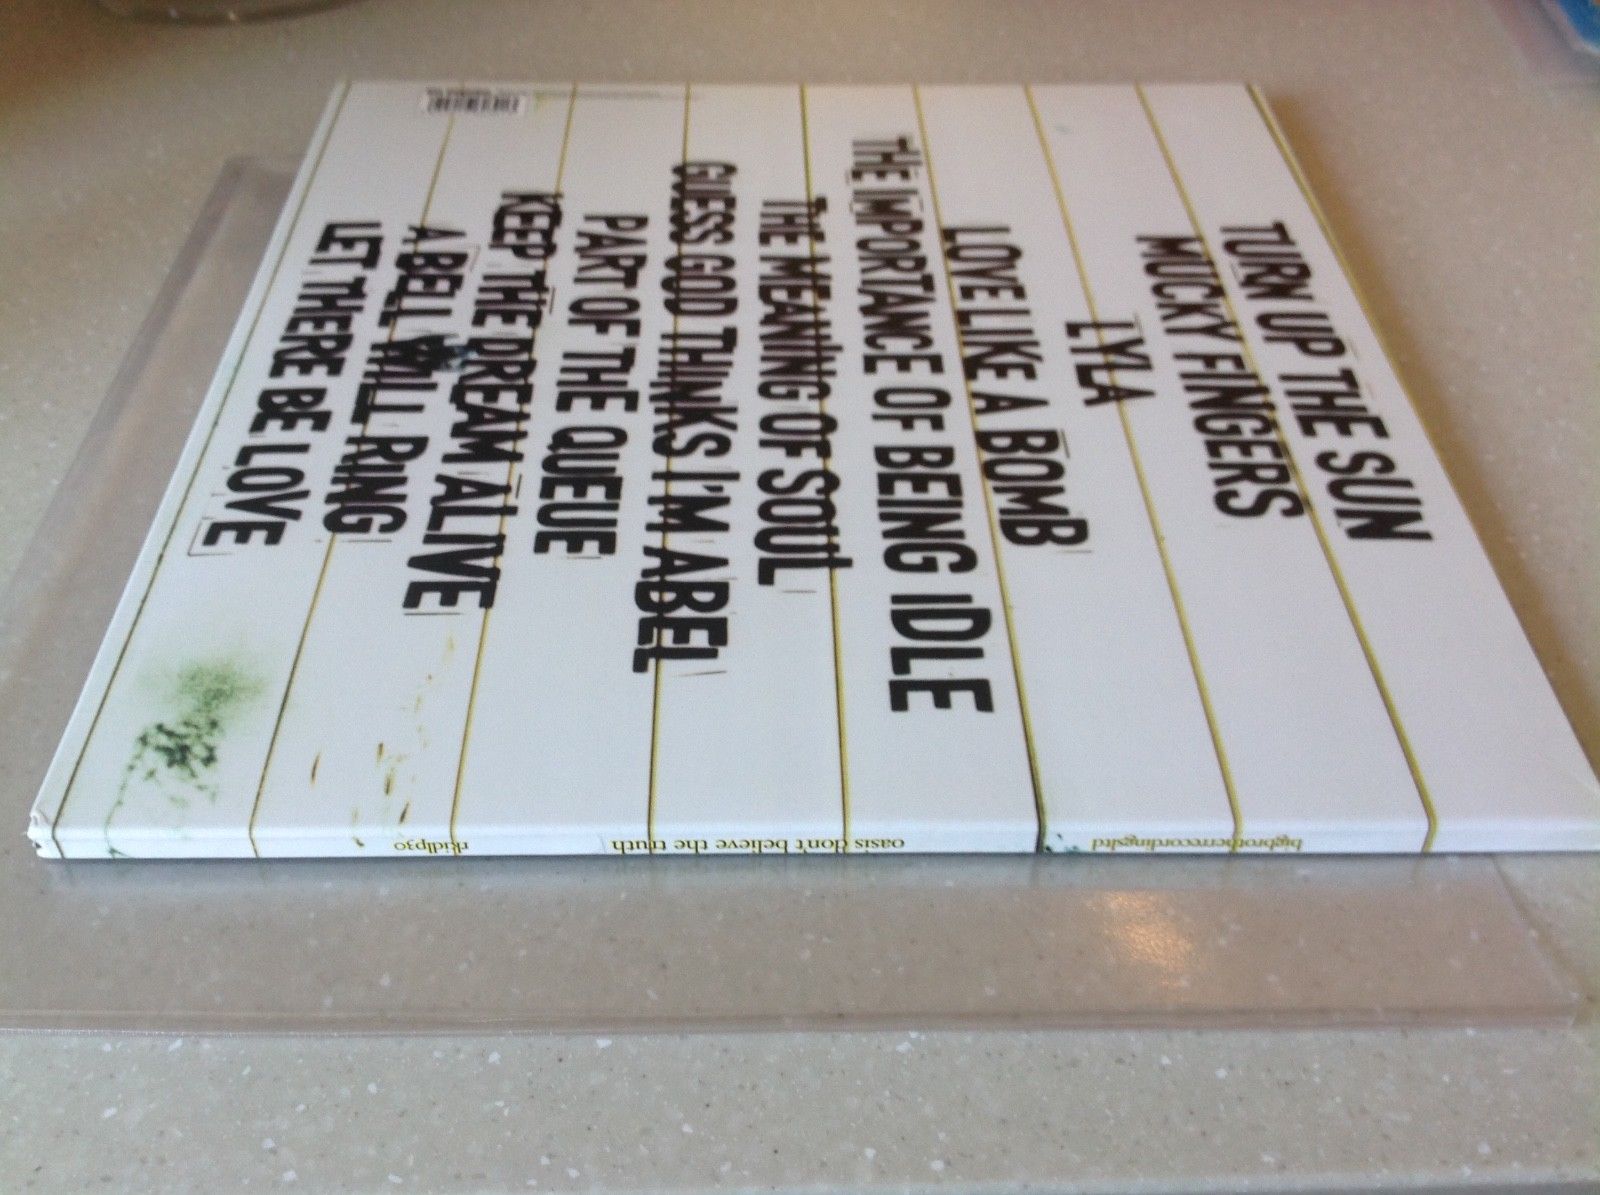 TURN UP THE SUN
MUCKY FINGERS
LYLA
LOVE LIKE A BOMB
THE IMPORTANCE OF BEING IDLE
THE MEANING OF SOUL
GUESS GOD THINKS I'M ABEL
PART OF THE QUEUE
KEEP THE DREAM ALIVE
A BELL WILL RING
LET THERE BE LOVE
bigbrotherrecordingsltd
oasis don't believe the truth
rkidlp30